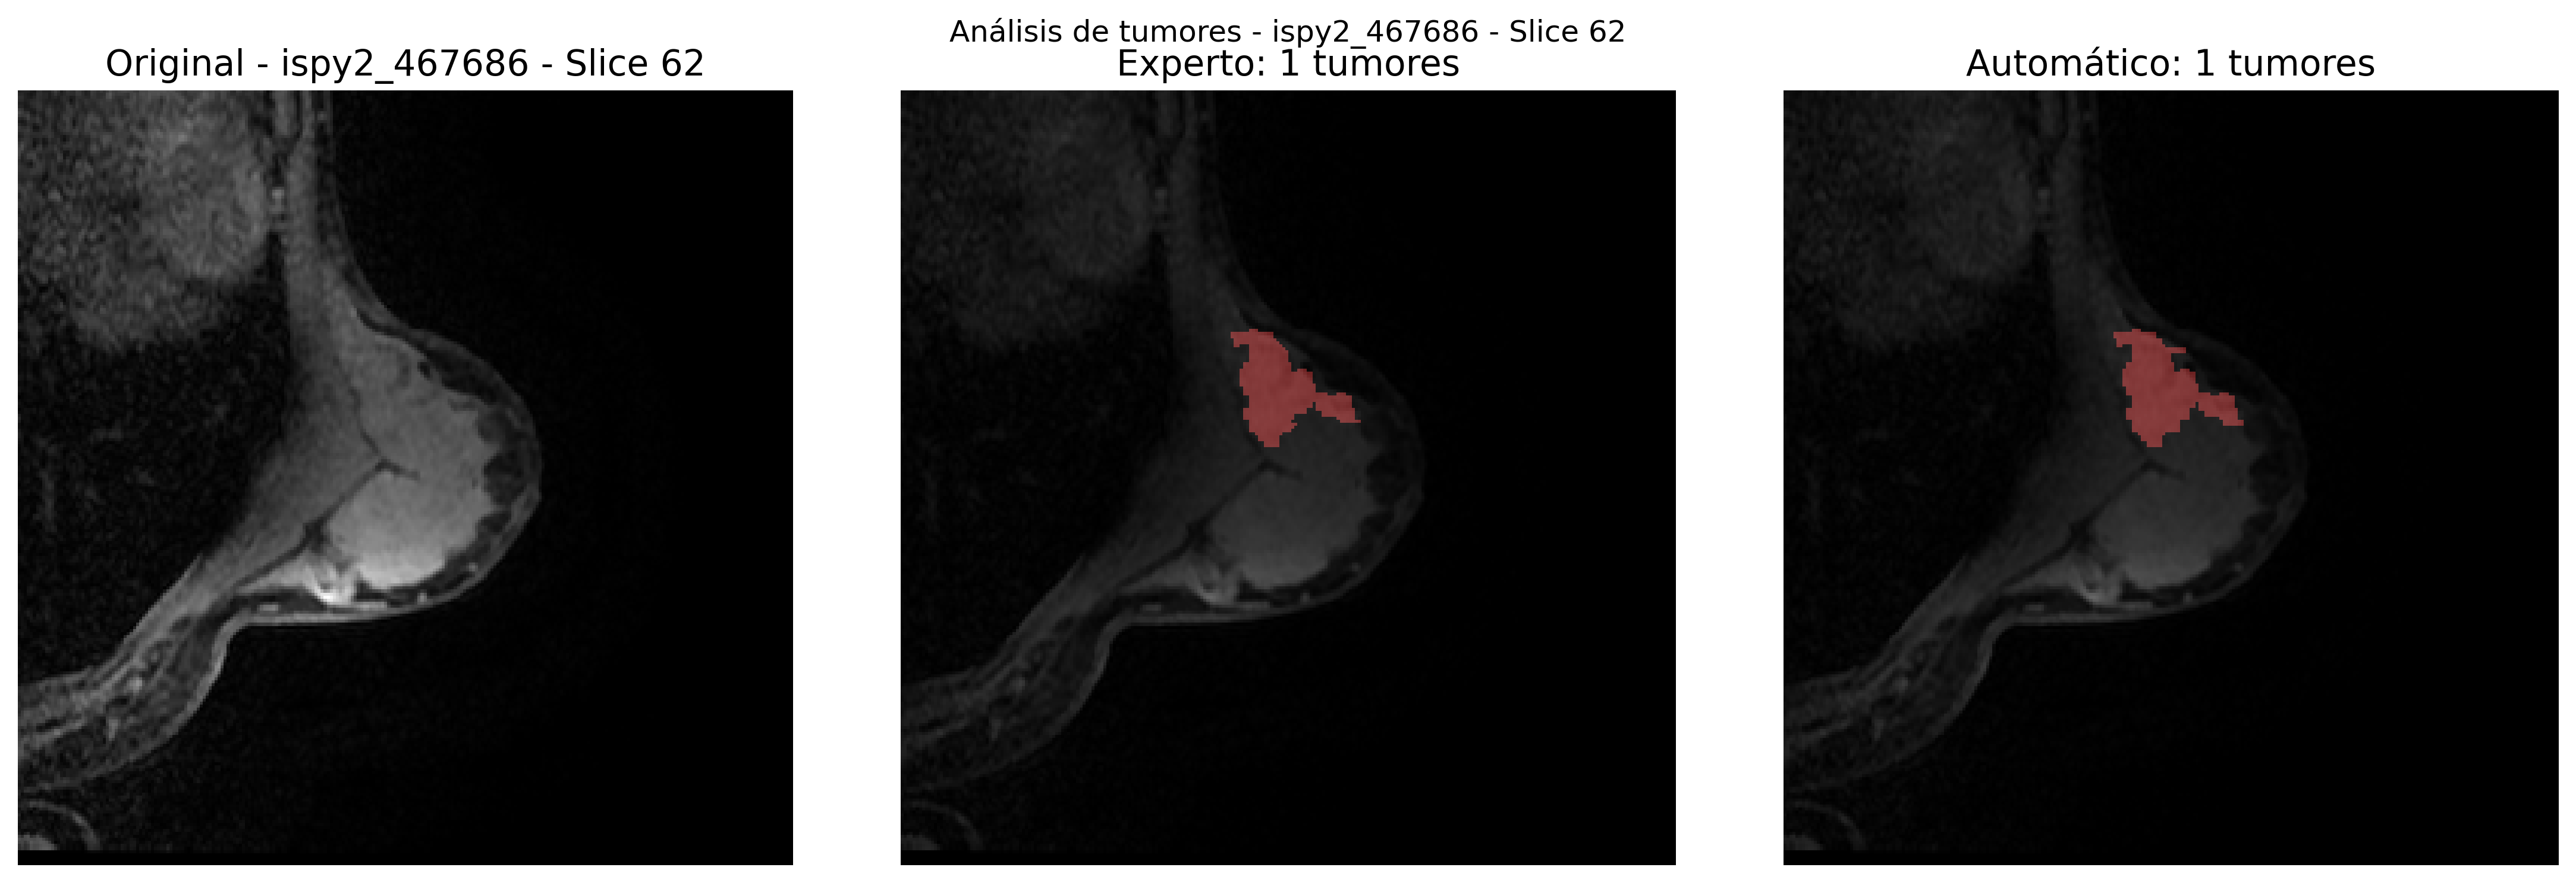 Análisis de tumores - ispy2_467686 - Slice 62
Original - ispy2_467686 - Slice 62
Experto: 1 tumores
Automático: 1 tumores